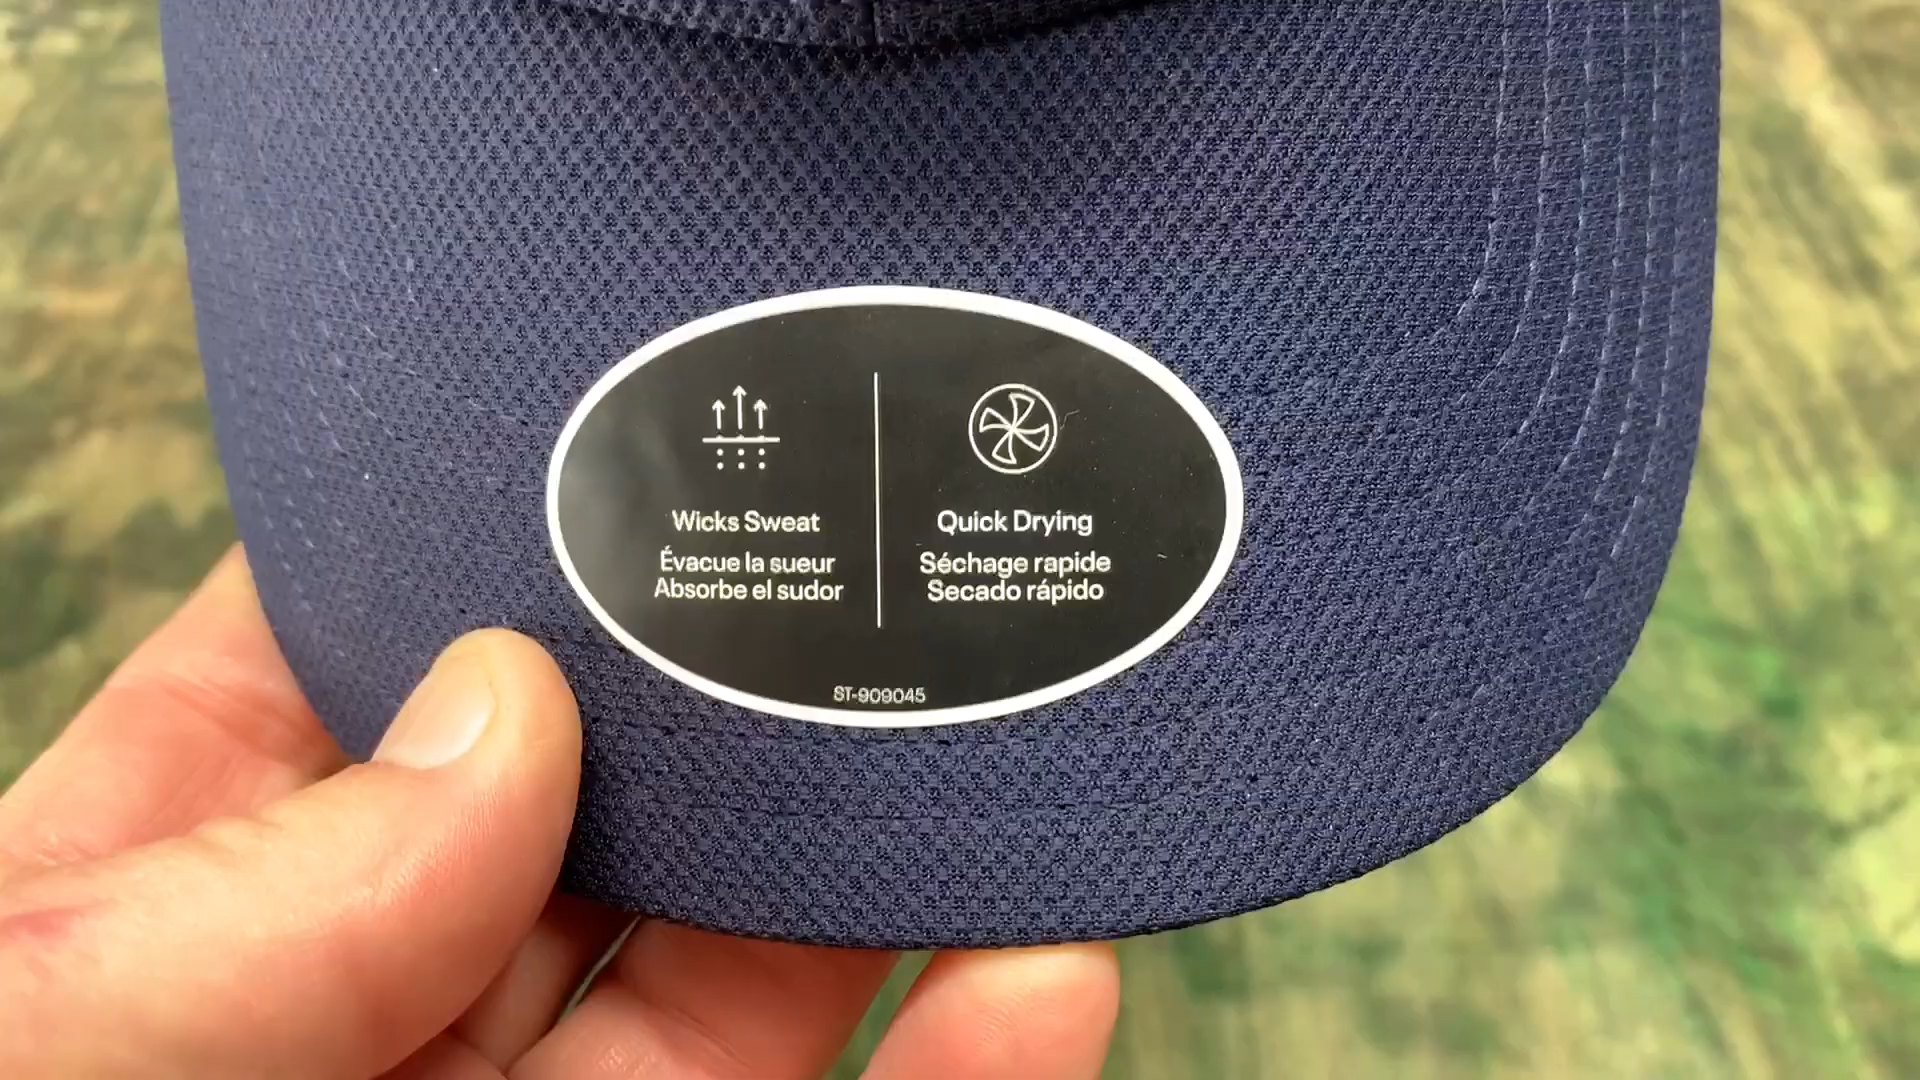 Wicks Sweat
Évacue la sueur
Absorbe el sudor
Quick Drying
Séchage rapide
Secado rápido
ST-909045